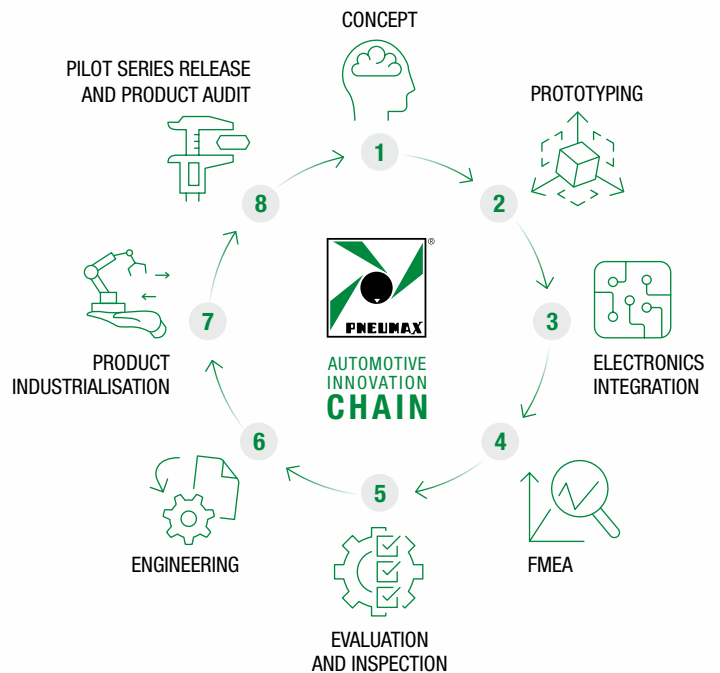 CONCEPT
1
PROTOTYPING
2
3
ELECTRONICS
INTEGRATION
4
FMEA
5
EVALUATION
AND INSPECTION
6
ENGINEERING
7
PRODUCT
INDUSTRIALISATION
8
PILOT SERIES RELEASE
AND PRODUCT AUDIT
®
PNEUMAX
AUTOMOTIVE
INNOVATION
CHAIN